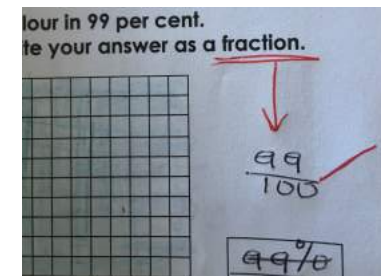 lour in 99 per cent.
te your answer as a fraction.
99
100
99%